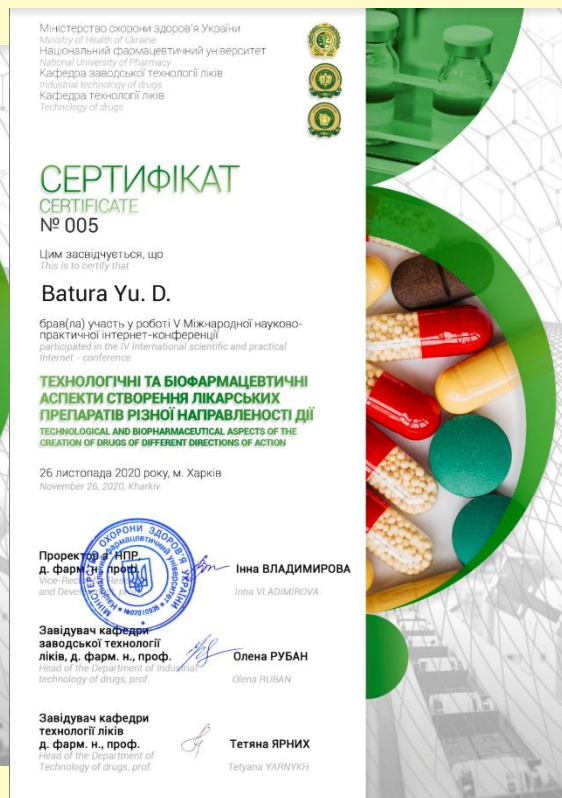 Міністерство охорони здоров'я України
Ministry of Health of Ukraine
Національний фармацевтичний університет
National University of Pharmacy
Кафедра заводської технології ліків
Industrial technology of drugs
Кафедра технології ліків
Technology of drugs
СЕРТИФІКАТ
CERTIFICATE
№ 005
Цим засвідчується, що
This is to certify that
Batura Yu. D.
брав(ла) участь у роботі V Міжнародної науково-
практичної інтернет-конференції
participated in the IV International scientific and practical
Internet - conference
ТЕХНОЛОГІЧНІ ТА БІОФАРМАЦЕВТИЧНІ
АСПЕКТИ СТВОРЕННЯ ЛІКАРСЬКИХ
ПРЕПАРАТІВ РІЗНОЇ НАПРАВЛЕНОСТІ ДІЇ
TECHNOLOGICAL AND BIOPHARMACEUTICAL ASPECTS OF THE
CREATION OF DRUGS OF DIFFERENT DIRECTIONS OF ACTION
26 листопада 2020 року, м. Харків
November 26, 2020, Kharkiv
МІНІСТЕРСТВО ОХОРОНИ ЗДОРОВ'Я УКРАЇНИ
Національний фармацевтичний університет
Проректор з НПР,
д. фарм. н., проф.
Інна ВЛАДИМИРОВА
Inna VLADIMIROVA
Завідувач кафедри
заводської технології
ліків, д. фарм. н., проф.
Олена РУБАН
Head of the Department of Industrial
technology of drugs, prof.
Olena RUBAN
Завідувач кафедри
технології ліків
д. фарм. н., проф.
Тетяна ЯРНИХ
Head of the Department of
Technology of drugs, prof.
Tetyana YARNYKH